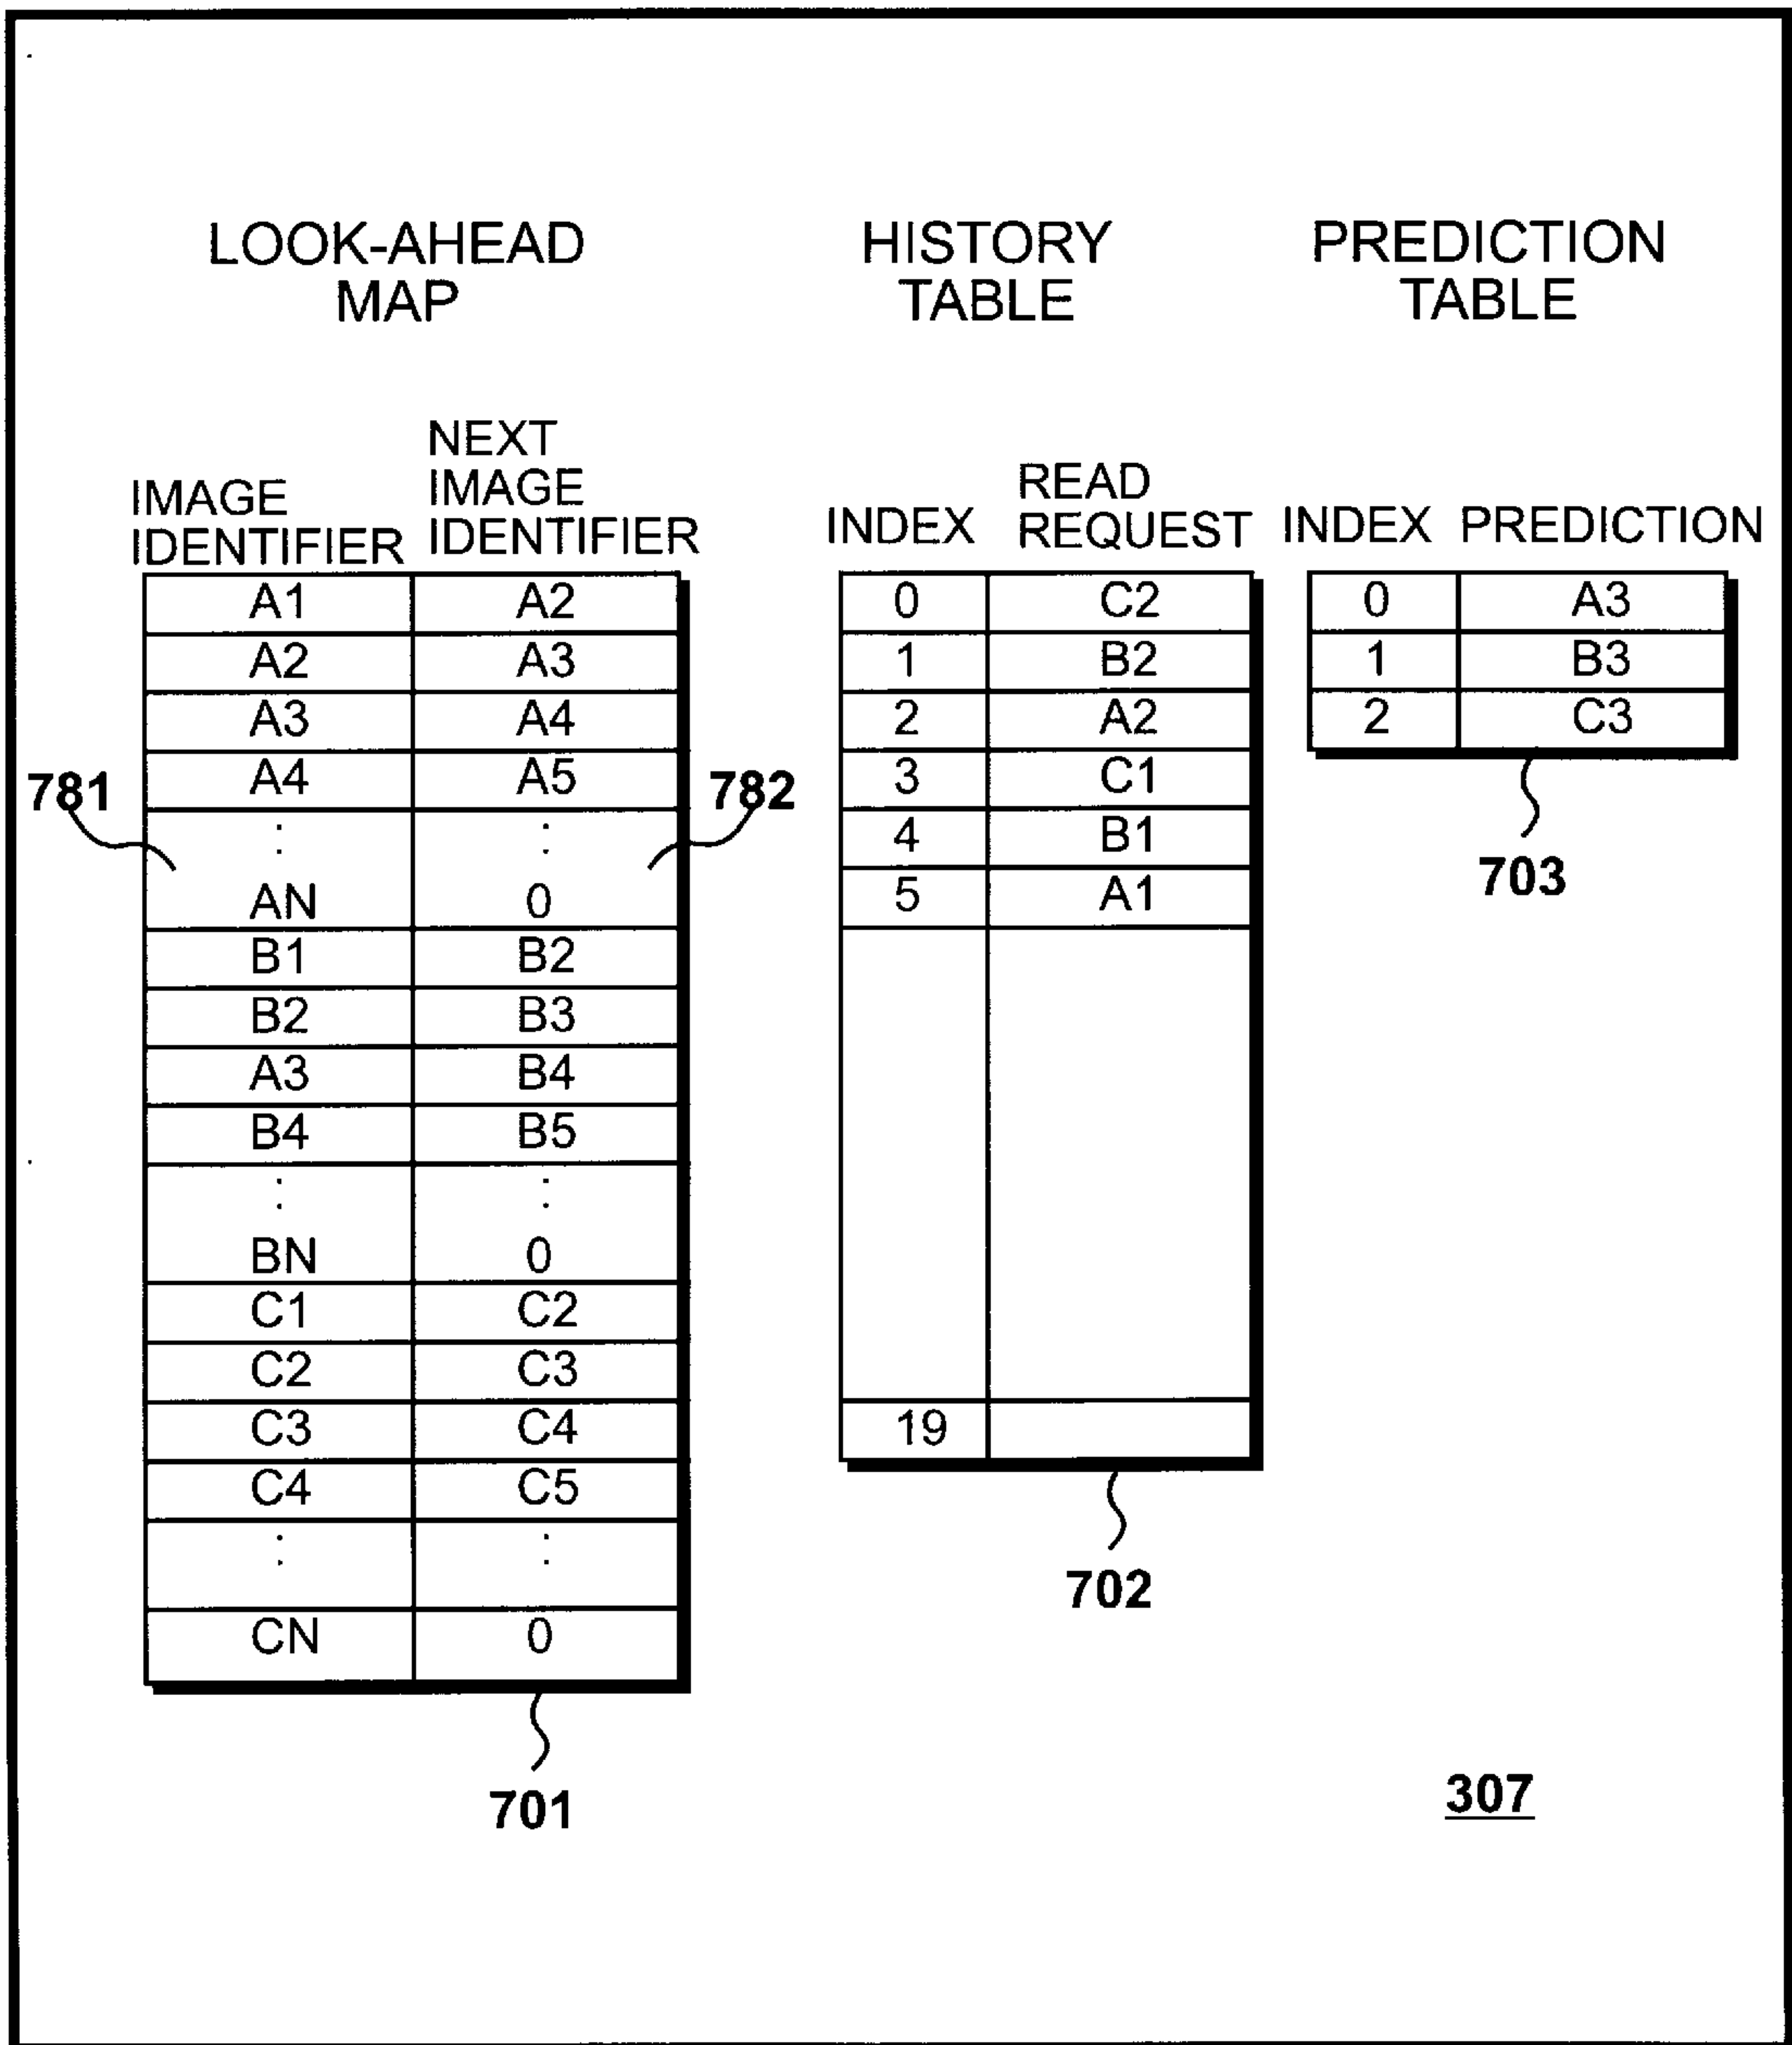 LOOK-AHEAD
MAP
HISTORY
TABLE
PREDICTION
TABLE
IMAGE
IDENTIFIER
NEXT
IMAGE
IDENTIFIER
A1 A2
A2 A3
A3 A4
A4 A5
: :
AN 0
B1 B2
B2 B3
A3 B4
B4 B5
: :
BN 0
C1 C2
C2 C3
C3 C4
C4 C5
: :
CN 0
781
782
701
INDEX
READ
REQUEST
0 C2
1 B2
2 A2
3 C1
4 B1
5 A1
19
702
INDEX PREDICTION
0 A3
1 B3
2 C3
703
307